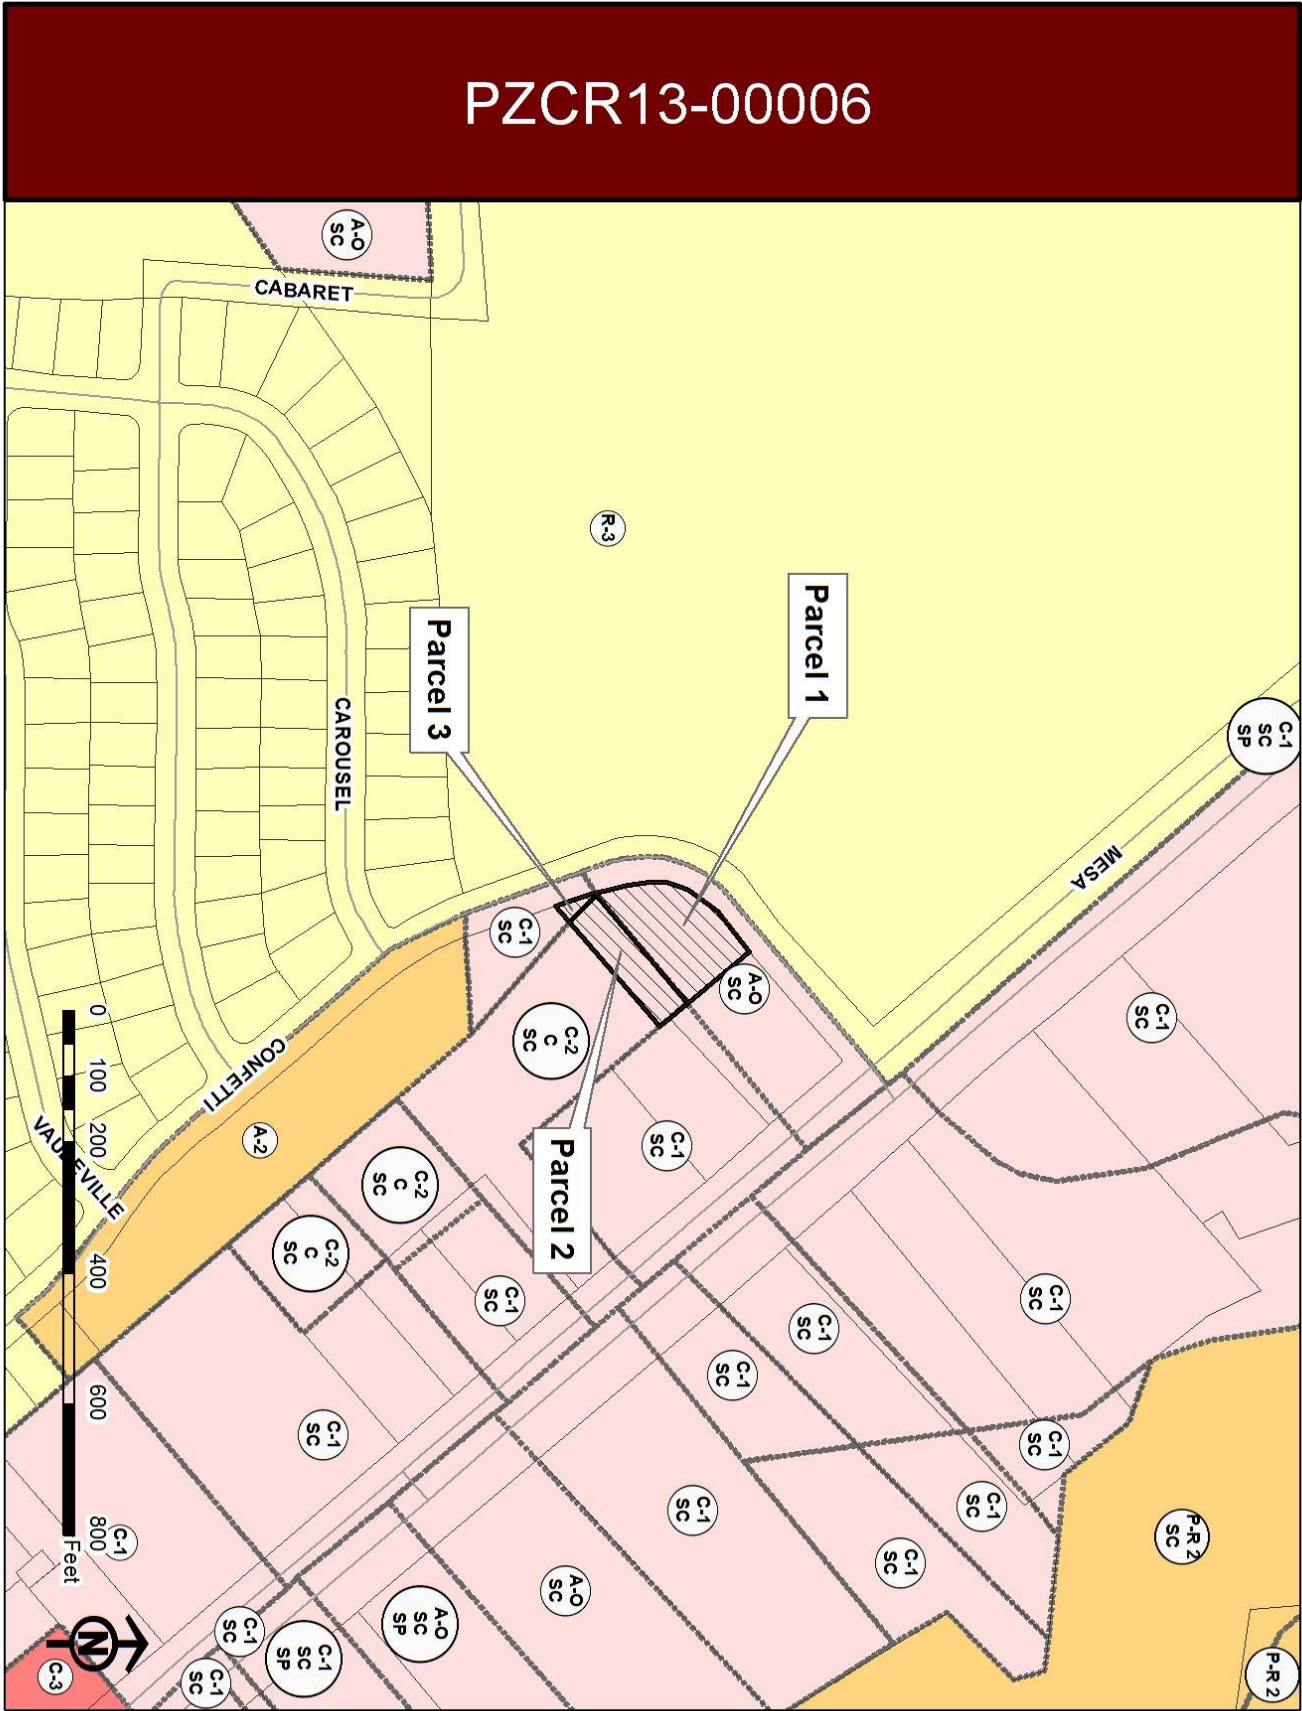 PZCR13-00006
A-O
SC
CABARET
R-3
Parcel 1
Parcel 3
CAROUSEL
C-1
SC
SP
MESA
C-1
SC
A-O
SC
C-1
SC
C-2
C
SC
CONFETTI
A-2
VAUDEVILLE
C-1
SC
Parcel 2
C-2
C
SC
C-2
C
SC
C-1
SC
C-1
SC
C-1
SC
C-1
SC
C-1
SC
C-1
SC
C-1
SC
C-1
SC
C-1
SC
P-R 2
SC
A-O
SC
A-O
SC
SP
C-1
C-1
SC
C-1
SC
SP
C-1
SC
C-3
P-R 2
0
100
200
400
600
800
Feet
N